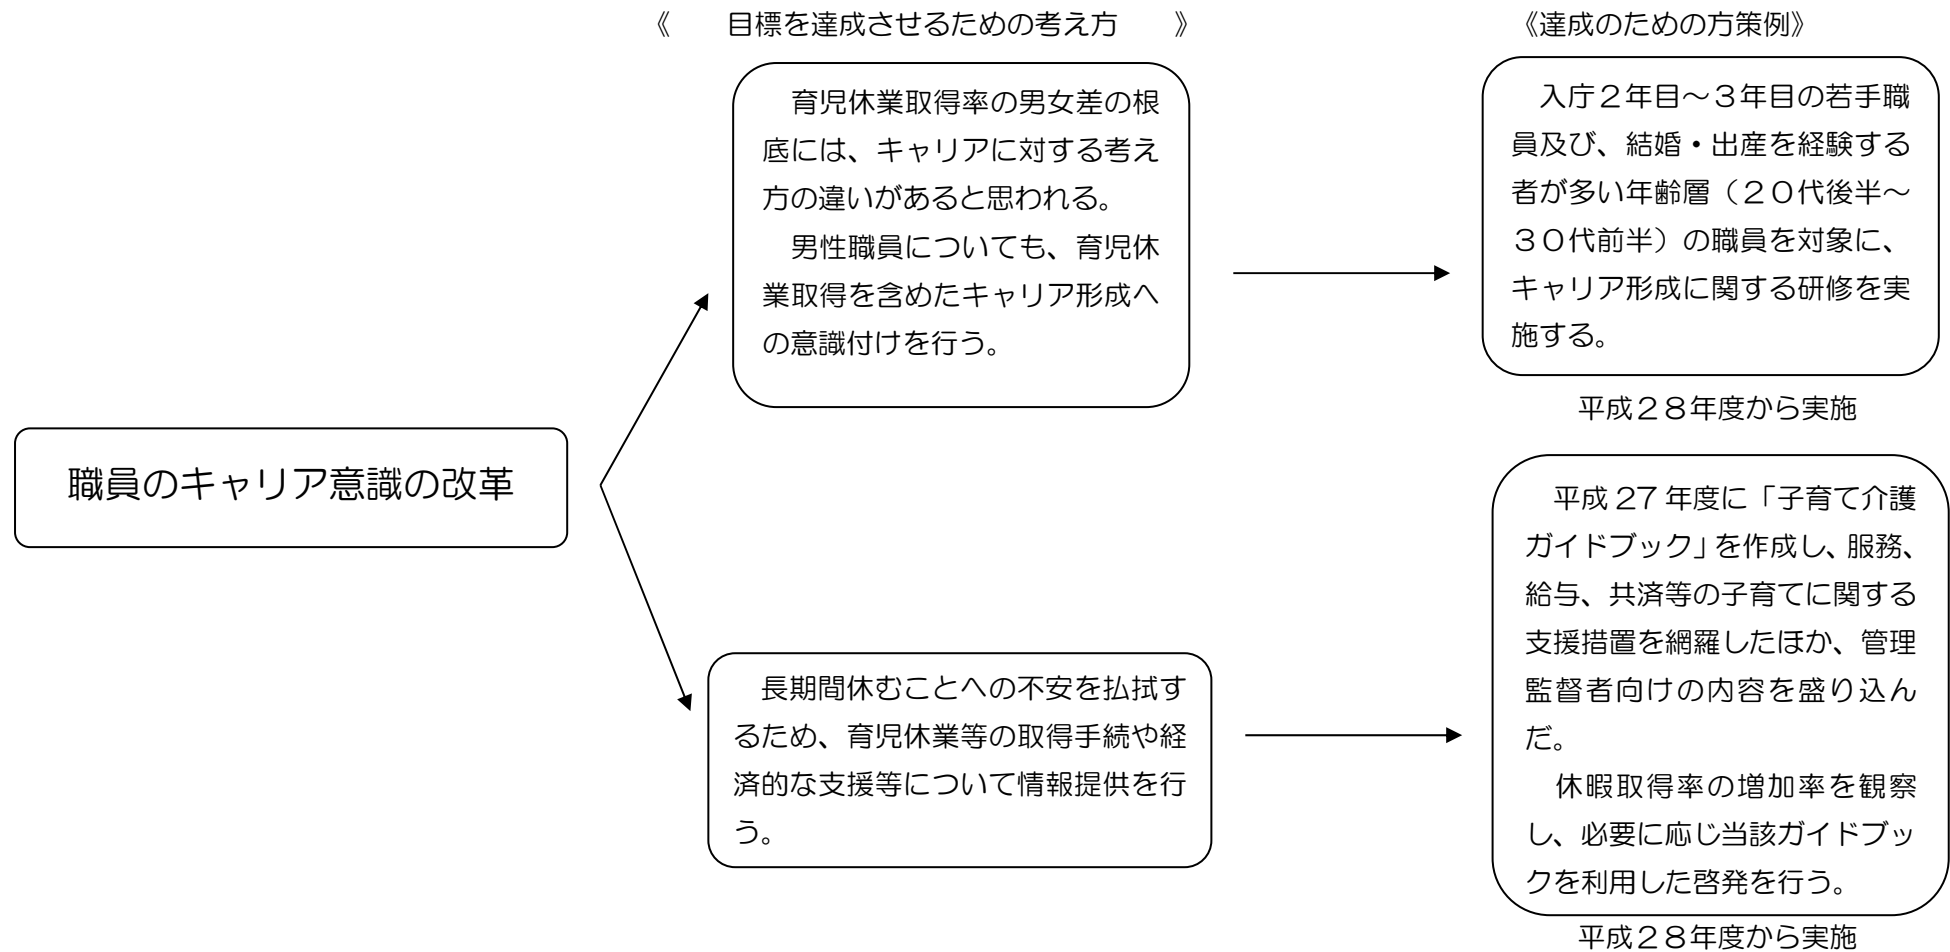 《　　目標を達成させるための考え方　　》
《達成のための方策例》
育児休業取得率の男女差の根
底には、キャリアに対する考え
方の違いがあると思われる。
男性職員についても、育児休
業取得を含めたキャリア形成へ
の意識付けを行う。
入庁２年目～３年目の若手職
員及び、結婚・出産を経験する
者が多い年齢層（２０代後半～
３０代前半）の職員を対象に、
キャリア形成に関する研修を実
施する。
平成２８年度から実施
職員のキャリア意識の改革
長期間休むことへの不安を払拭す
るため、育児休業等の取得手続や経
済的な支援等について情報提供を行
う。
平成 27 年度に「子育て介護
ガイドブック」を作成し、服務、
給与、共済等の子育てに関する
支援措置を網羅したほか、管理
監督者向けの内容を盛り込ん
だ。
休暇取得率の増加率を観察
し、必要に応じ当該ガイドブッ
クを利用した啓発を行う。
平成２８年度から実施